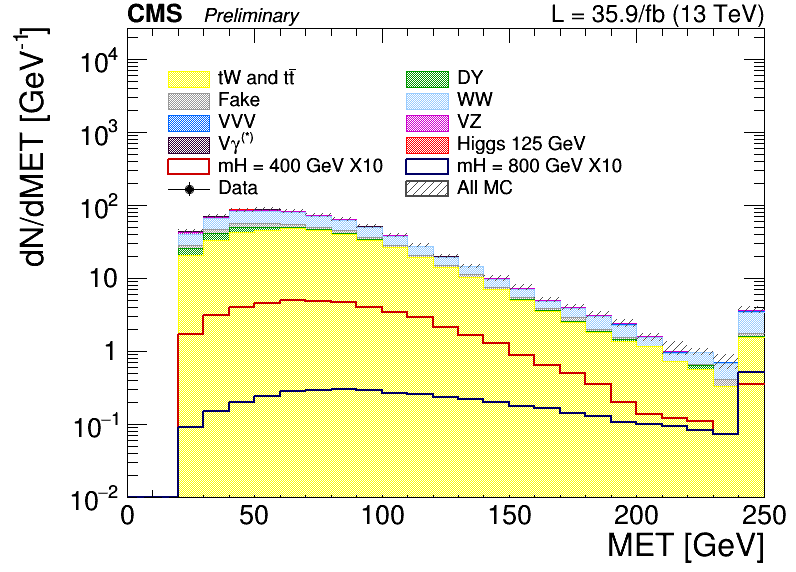 CMS Preliminary L = 35.9/fb (13 TeV)
dN/dMET [GeV⁻¹]
10⁴
10³
10²
10
1
10⁻¹
10⁻²
tW and tt̄ DY
Fake WW
VVV VZ
Vγ⁽*⁾ Higgs 125 GeV
mH = 400 GeV X10 mH = 800 GeV X10
Data All MC
0 50 100 150 200 250
MET [GeV]